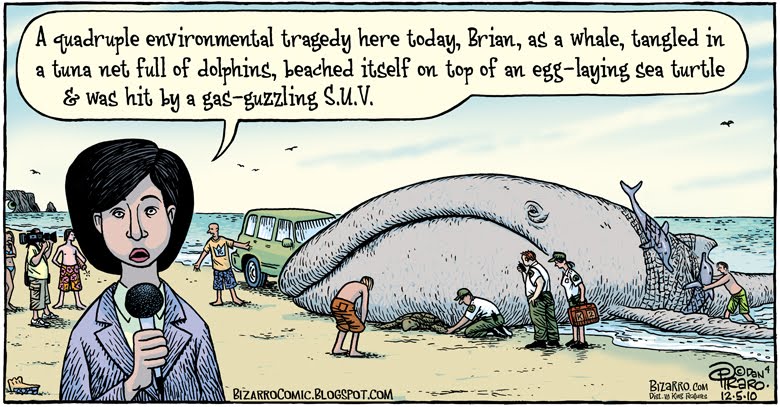 A quadruple environmental tragedy here today, Brian, as a whale, tangled in
a tuna net full of dolphins, beached itself on top of an egg-laying sea turtle
& was hit by a gas-guzzling S.U.V.
BIZARROCOMIC.BLOGSPOT.COM
BIZARRO.COM
Dist. by King Features
©DAN
PIRARO.
12-5-10